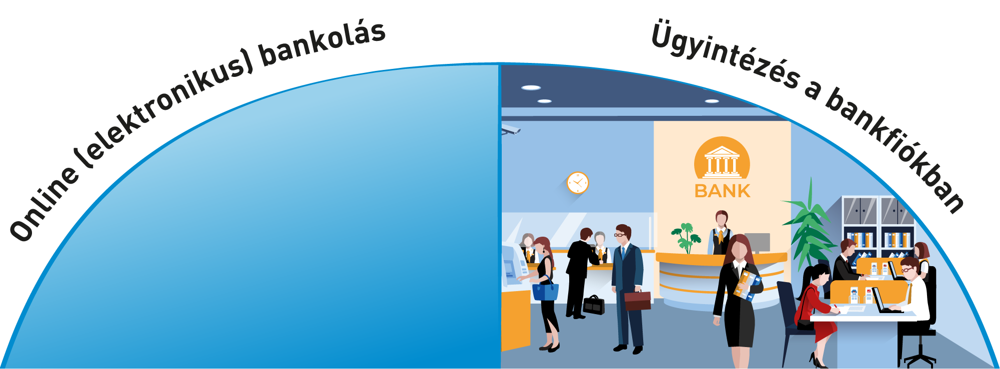 Online (elektronikus) bankolás
Ügyintézés a bankfiókban
BANK